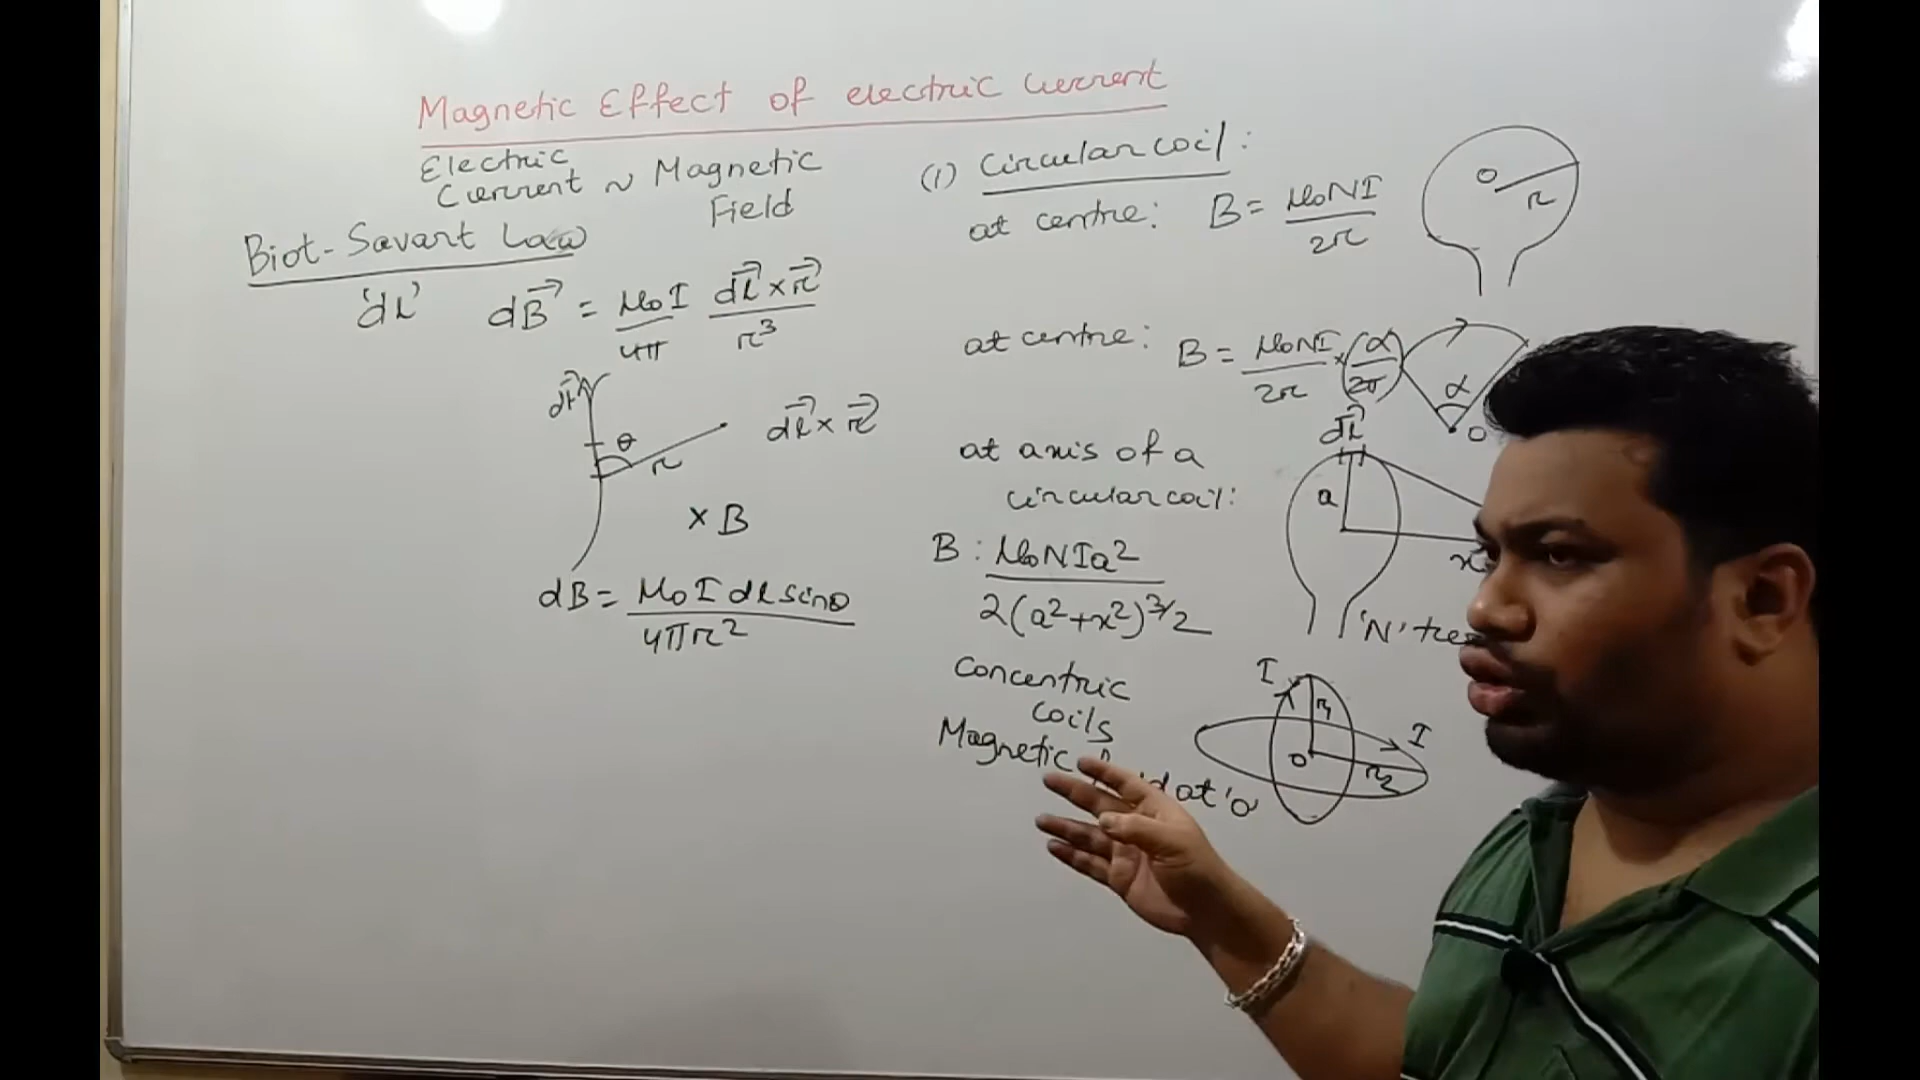 Magnetic Effect of electric current
Electric
Current ~ Magnetic
Field
Biot-Savart Law
'dl' dB⃗ = μ₀I/4π dl⃗×r⃗/r³
dl⃗
θ
r
dl⃗×r⃗
× B
dB = μ₀ I dl sinθ/4πr²
(1) Circular coil:
at centre: B = μ₀NI/2r
O
r
at centre: B = μ₀NI/2r × (α/2π)
α
O
at axis of a
circular coil:
dl⃗
a
x
B : μ₀NIa²/2(a²+x²)^3/2
'N'
Concentric
coils
Magnetic
at 'O'
I
r₁
I
O
r₂